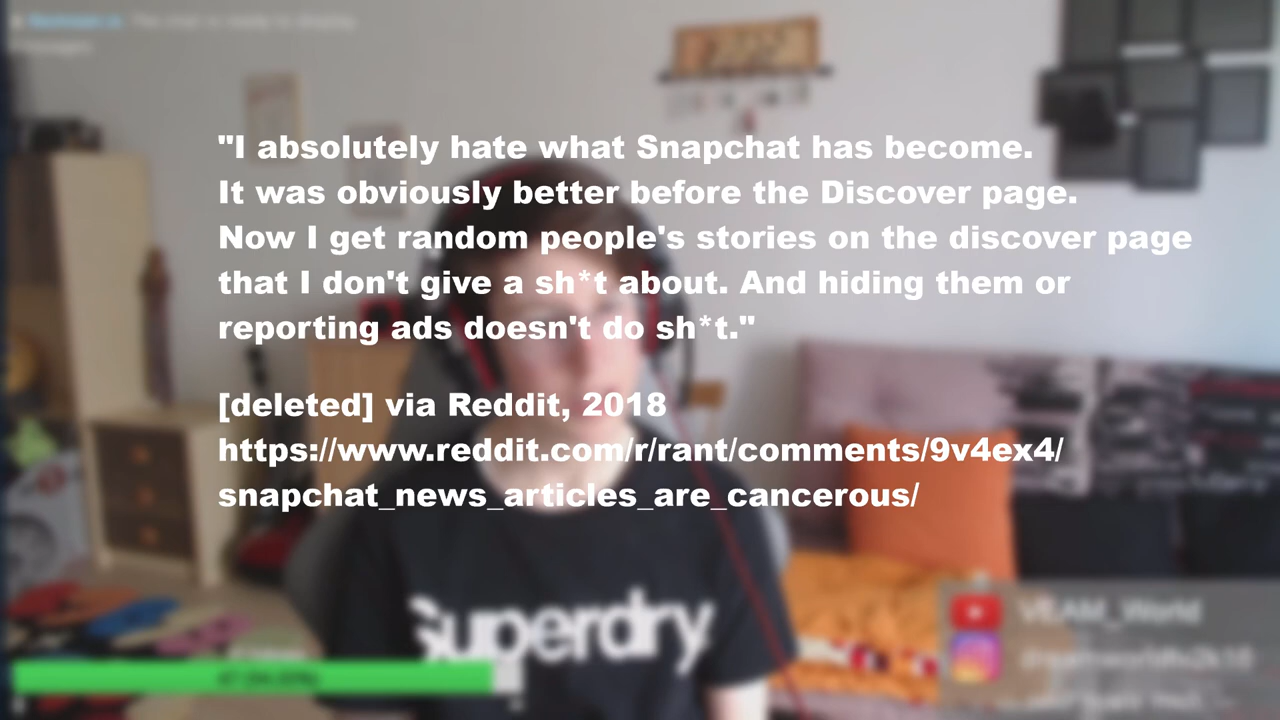 "I absolutely hate what Snapchat has become.
It was obviously better before the Discover page.
Now I get random people's stories on the discover page
that I don't give a sh*t about. And hiding them or
reporting ads doesn't do sh*t."
[deleted] via Reddit, 2018
https://www.reddit.com/r/rant/comments/9v4ex4/
snapchat_news_articles_are_cancerous/
Superdry
VEAM_World